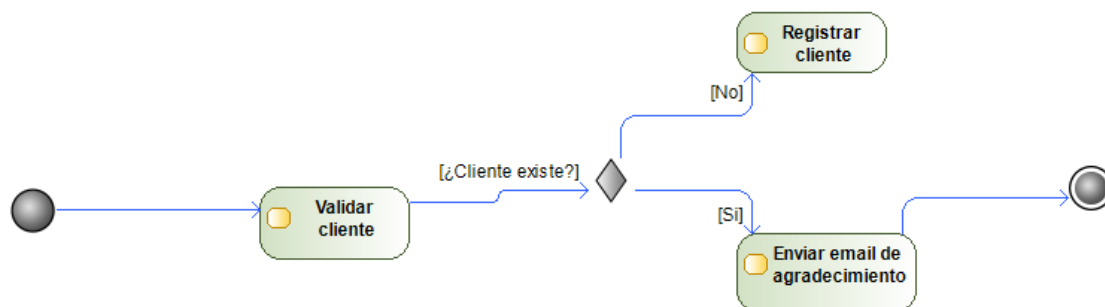 Registrar
cliente
[No]
[¿Cliente existe?]
Validar
cliente
[Si]
Enviar email de
agradecimiento